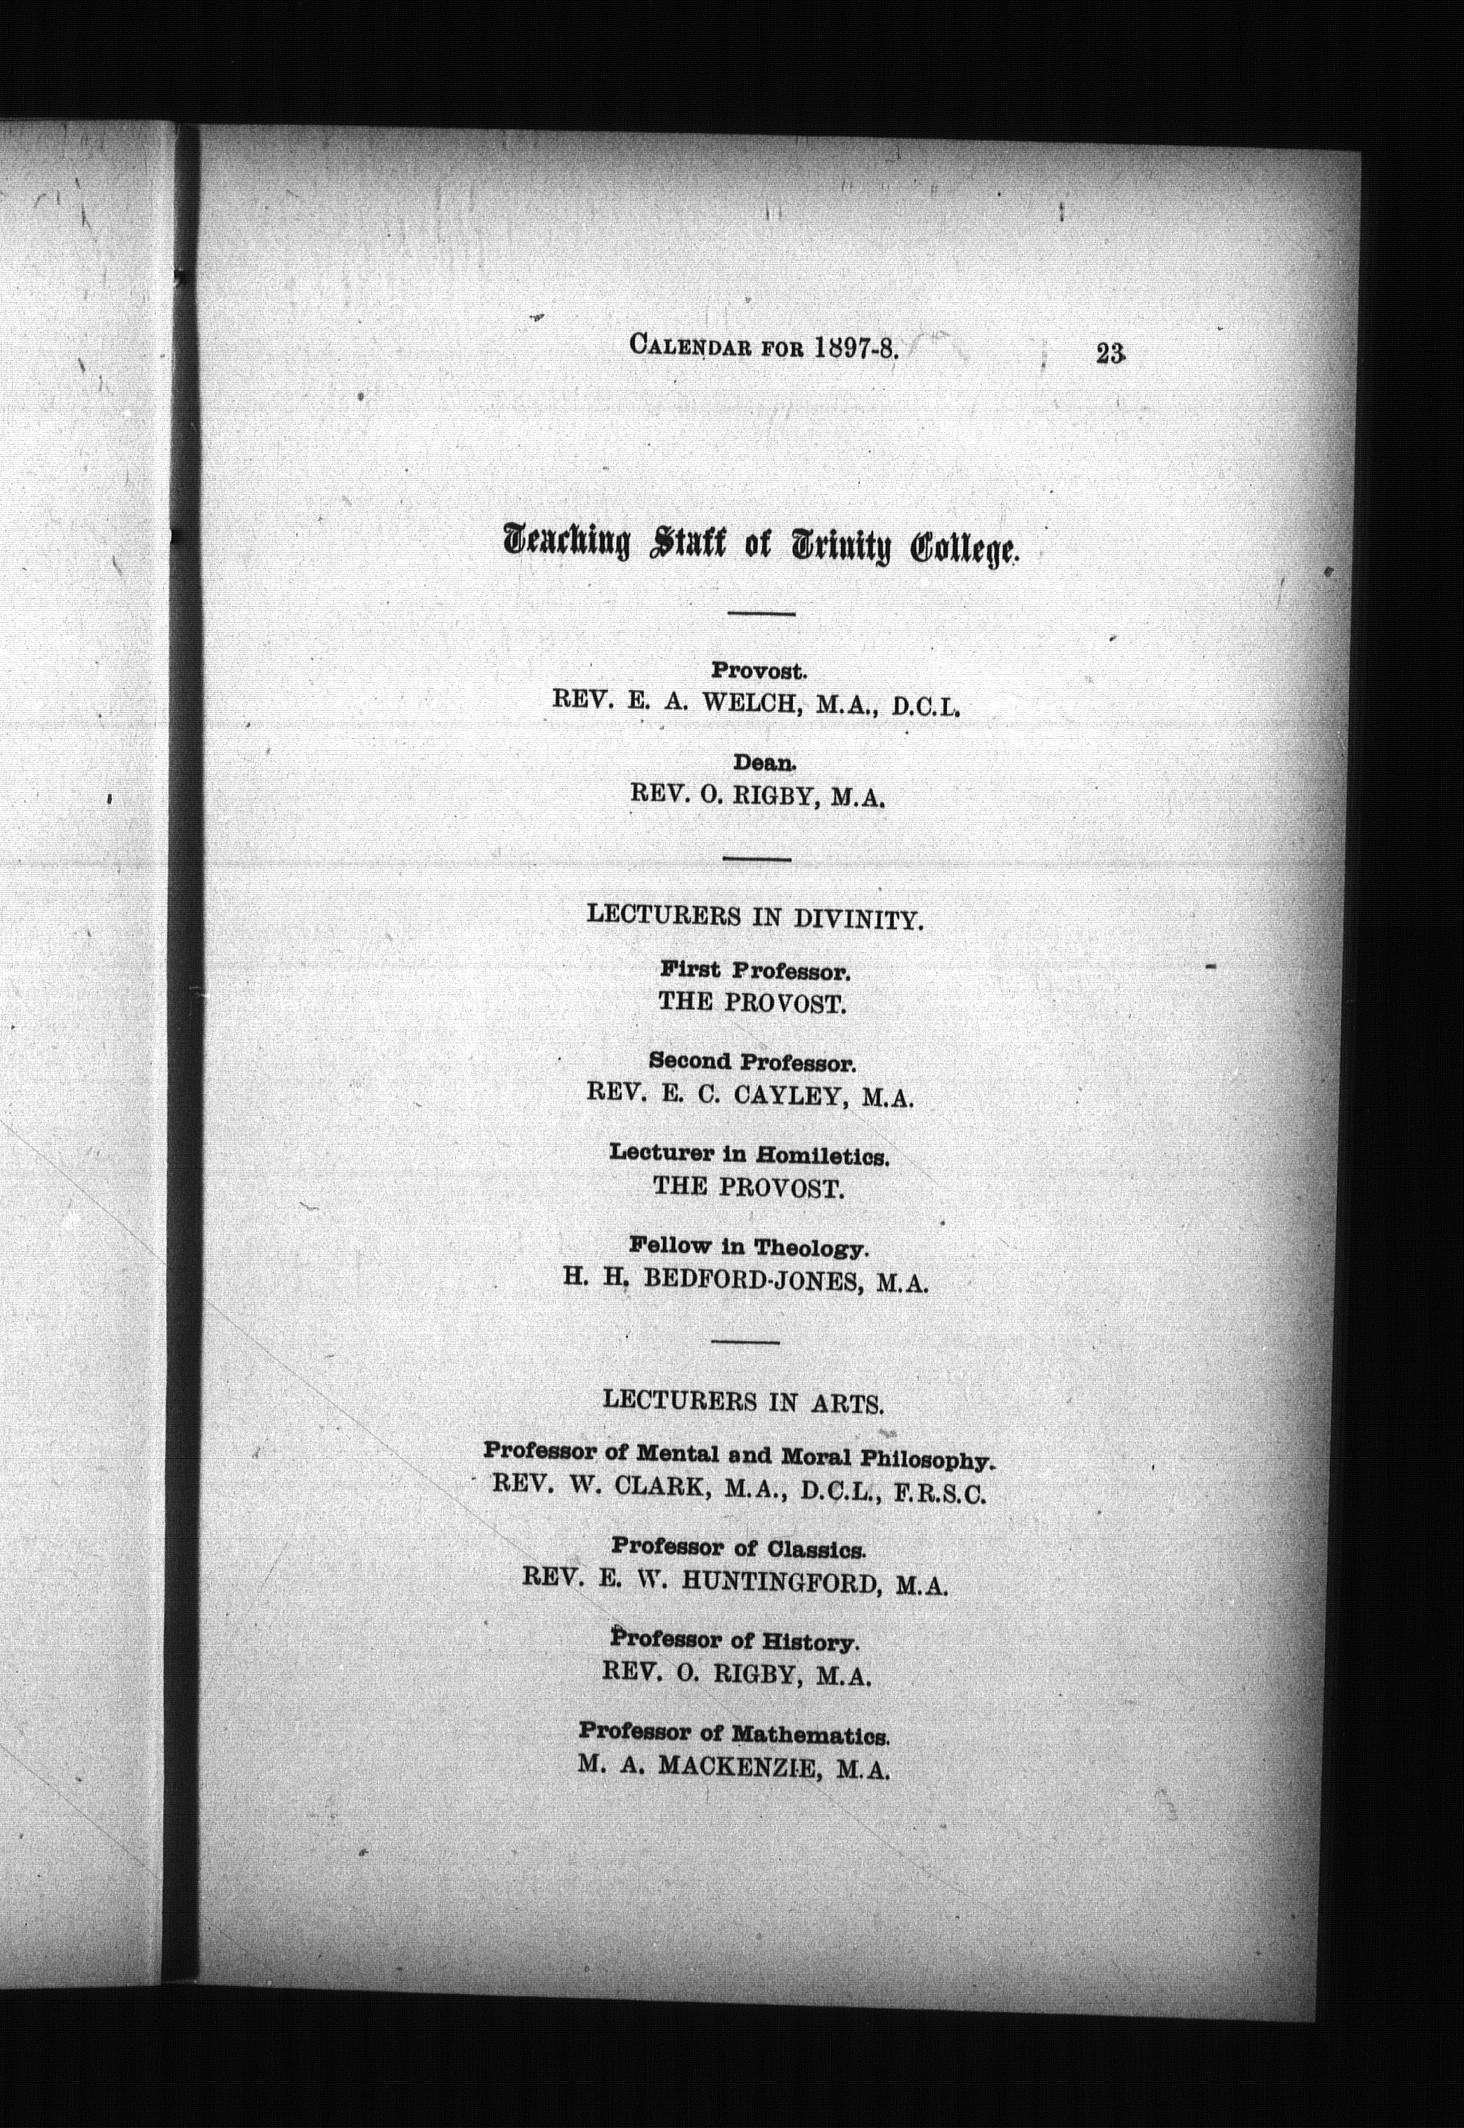 CALENDAR FOR 1897-8. 23
Teaching Staff of Trinity College.
Provost.
REV. E. A. WELCH, M.A., D.C.L.
Dean.
REV. O. RIGBY, M.A.
LECTURERS IN DIVINITY.
First Professor.
THE PROVOST.
Second Professor.
REV. E. C. CAYLEY, M.A.
Lecturer in Homiletics.
THE PROVOST.
Fellow in Theology.
H. H. BEDFORD-JONES, M.A.
LECTURERS IN ARTS.
Professor of Mental and Moral Philosophy.
REV. W. CLARK, M.A., D.C.L., F.R.S.C.
Professor of Classics.
REV. E. W. HUNTINGFORD, M.A.
Professor of History.
REV. O. RIGBY, M.A.
Professor of Mathematics.
M. A. MACKENZIE, M.A.